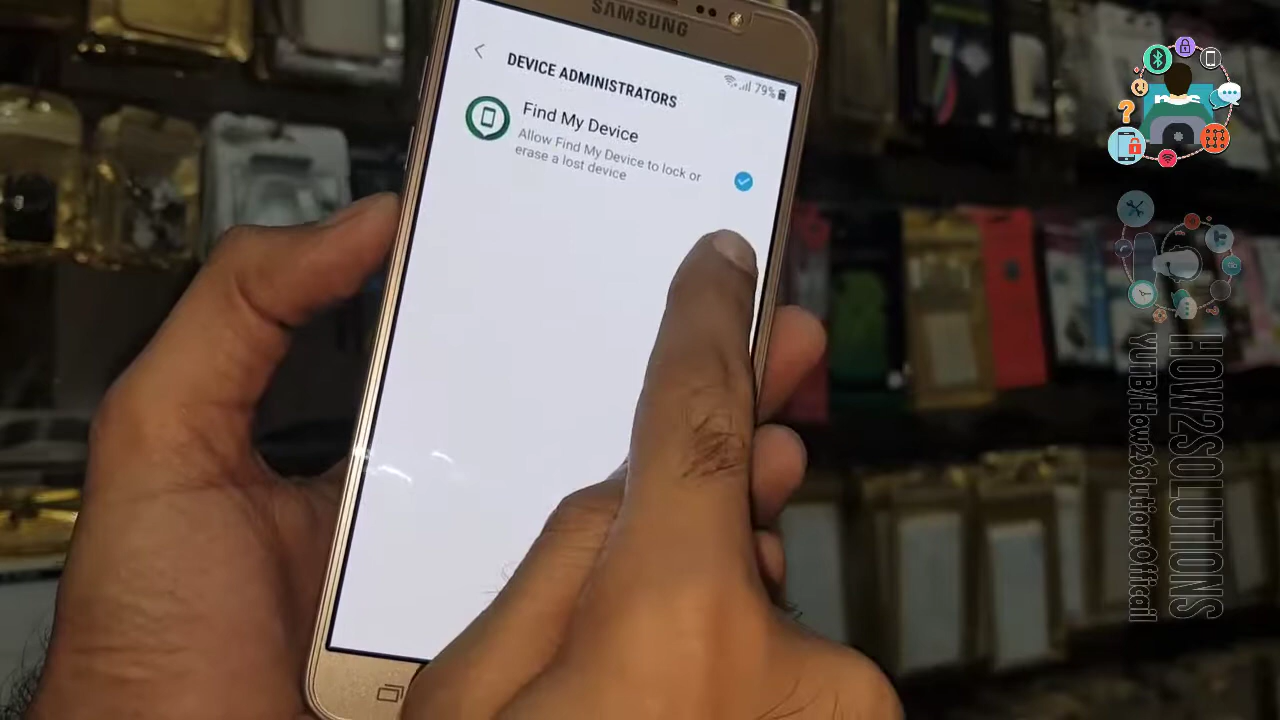 SAMSUNG
79%
DEVICE ADMINISTRATORS
Find My Device
Allow Find My Device to lock or
erase a lost device
HOW2SOLUTIONS
YUTB/How2SolutionsOfficail